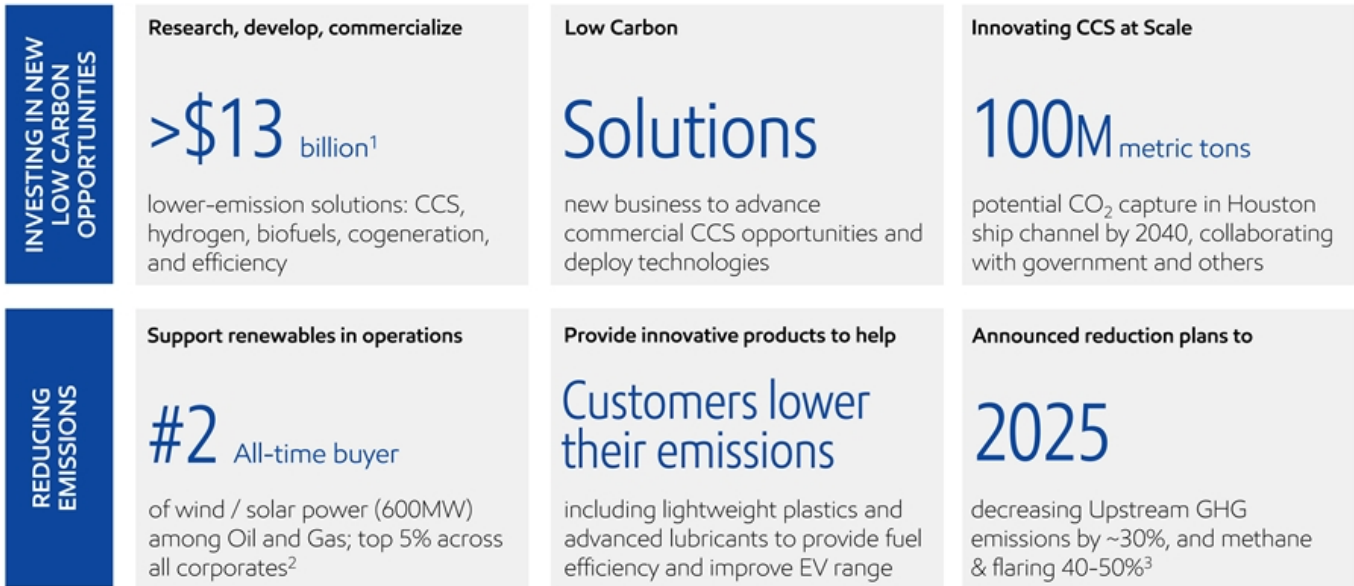 INVESTING IN NEW
LOW CARBON
OPPORTUNITIES
Research, develop, commercialize
>$13 billion¹
lower-emission solutions: CCS,
hydrogen, biofuels, cogeneration,
and efficiency
Low Carbon
Solutions
new business to advance
commercial CCS opportunities and
deploy technologies
Innovating CCS at Scale
100M metric tons
potential CO₂ capture in Houston
ship channel by 2040, collaborating
with government and others
REDUCING
EMISSIONS
Support renewables in operations
#2 All-time buyer
of wind / solar power (600MW)
among Oil and Gas; top 5% across
all corporates²
Provide innovative products to help
Customers lower
their emissions
including lightweight plastics and
advanced lubricants to provide fuel
efficiency and improve EV range
Announced reduction plans to
2025
decreasing Upstream GHG
emissions by ~30%, and methane
& flaring 40-50%³